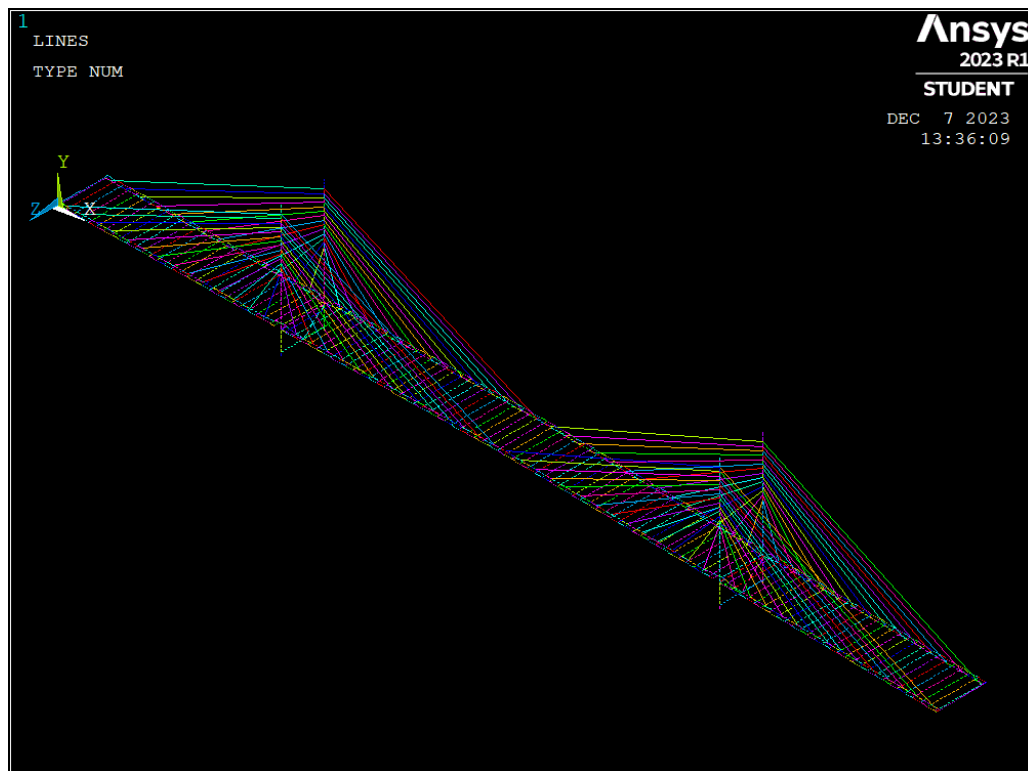 1
LINES
TYPE NUM
Ansys
2023 R1
STUDENT
DEC 7 2023
13:36:09
Y
Z
X